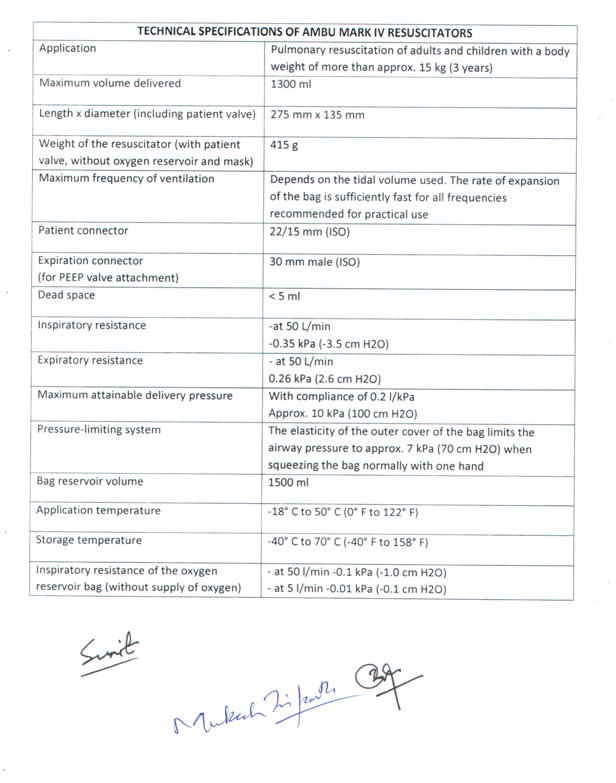 TECHNICAL SPECIFICATIONS OF AMBU MARK IV RESUSCITATORS
Application
Pulmonary resuscitation of adults and children with a body
weight of more than approx. 15 kg (3 years)
Maximum volume delivered
1300 ml
Length x diameter (including patient valve)
275 mm x 135 mm
Weight of the resuscitator (with patient
valve, without oxygen reservoir and mask)
415 g
Maximum frequency of ventilation
Depends on the tidal volume used. The rate of expansion
of the bag is sufficiently fast for all frequencies
recommended for practical use
Patient connector
22/15 mm (ISO)
Expiration connector
(for PEEP valve attachment)
30 mm male (ISO)
Dead space
< 5 ml
Inspiratory resistance
-at 50 L/min
-0.35 kPa (-3.5 cm H2O)
Expiratory resistance
- at 50 L/min
0.26 kPa (2.6 cm H2O)
Maximum attainable delivery pressure
With compliance of 0.2 l/kPa
Approx. 10 kPa (100 cm H2O)
Pressure-limiting system
The elasticity of the outer cover of the bag limits the
airway pressure to approx. 7 kPa (70 cm H2O) when
squeezing the bag normally with one hand
Bag reservoir volume
1500 ml
Application temperature
-18° C to 50° C (0° F to 122° F)
Storage temperature
-40° C to 70° C (-40° F to 158° F)
Inspiratory resistance of the oxygen
reservoir bag (without supply of oxygen)
- at 50 l/min -0.1 kPa (-1.0 cm H2O)
- at 5 l/min -0.01 kPa (-0.1 cm H2O)
Sumit